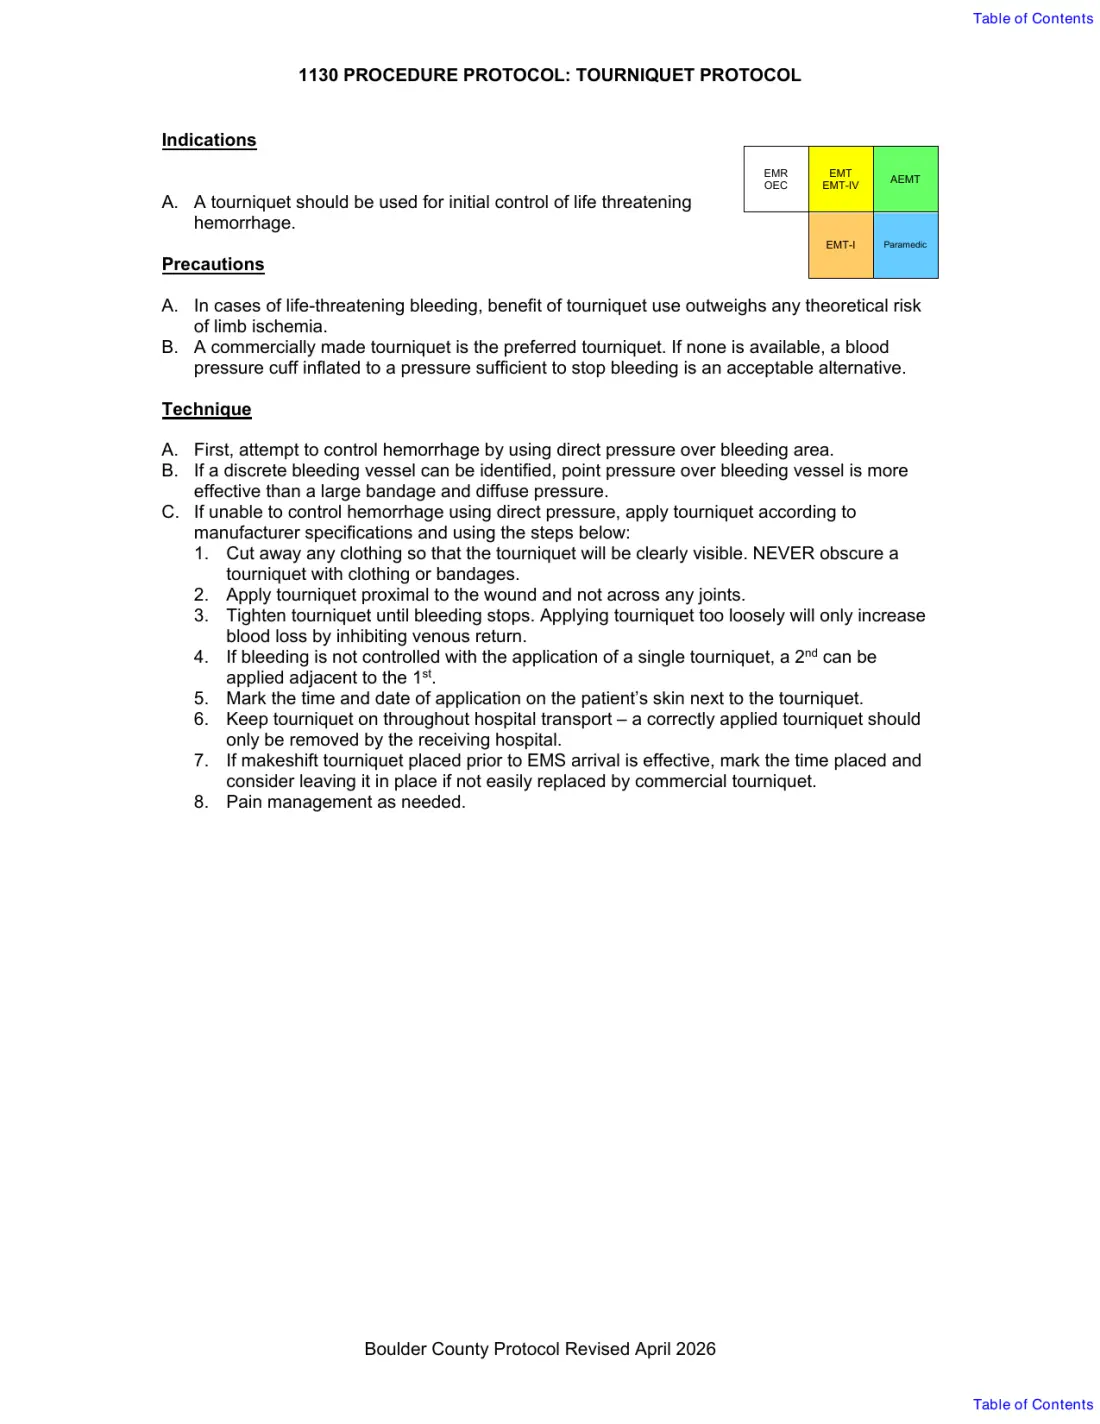 Table of Contents
1130 PROCEDURE PROTOCOL: TOURNIQUET PROTOCOL
Indications
EMR
OEC
EMT
EMT-IV
AEMT
EMT-I
Paramedic
A. A tourniquet should be used for initial control of life threatening
hemorrhage.
Precautions
A. In cases of life-threatening bleeding, benefit of tourniquet use outweighs any theoretical risk
of limb ischemia.
B. A commercially made tourniquet is the preferred tourniquet. If none is available, a blood
pressure cuff inflated to a pressure sufficient to stop bleeding is an acceptable alternative.
Technique
A. First, attempt to control hemorrhage by using direct pressure over bleeding area.
B. If a discrete bleeding vessel can be identified, point pressure over bleeding vessel is more
effective than a large bandage and diffuse pressure.
C. If unable to control hemorrhage using direct pressure, apply tourniquet according to
manufacturer specifications and using the steps below:
1. Cut away any clothing so that the tourniquet will be clearly visible. NEVER obscure a
tourniquet with clothing or bandages.
2. Apply tourniquet proximal to the wound and not across any joints.
3. Tighten tourniquet until bleeding stops. Applying tourniquet too loosely will only increase
blood loss by inhibiting venous return.
4. If bleeding is not controlled with the application of a single tourniquet, a 2nd can be
applied adjacent to the 1st.
5. Mark the time and date of application on the patient’s skin next to the tourniquet.
6. Keep tourniquet on throughout hospital transport – a correctly applied tourniquet should
only be removed by the receiving hospital.
7. If makeshift tourniquet placed prior to EMS arrival is effective, mark the time placed and
consider leaving it in place if not easily replaced by commercial tourniquet.
8. Pain management as needed.
Boulder County Protocol Revised April 2026
Table of Contents